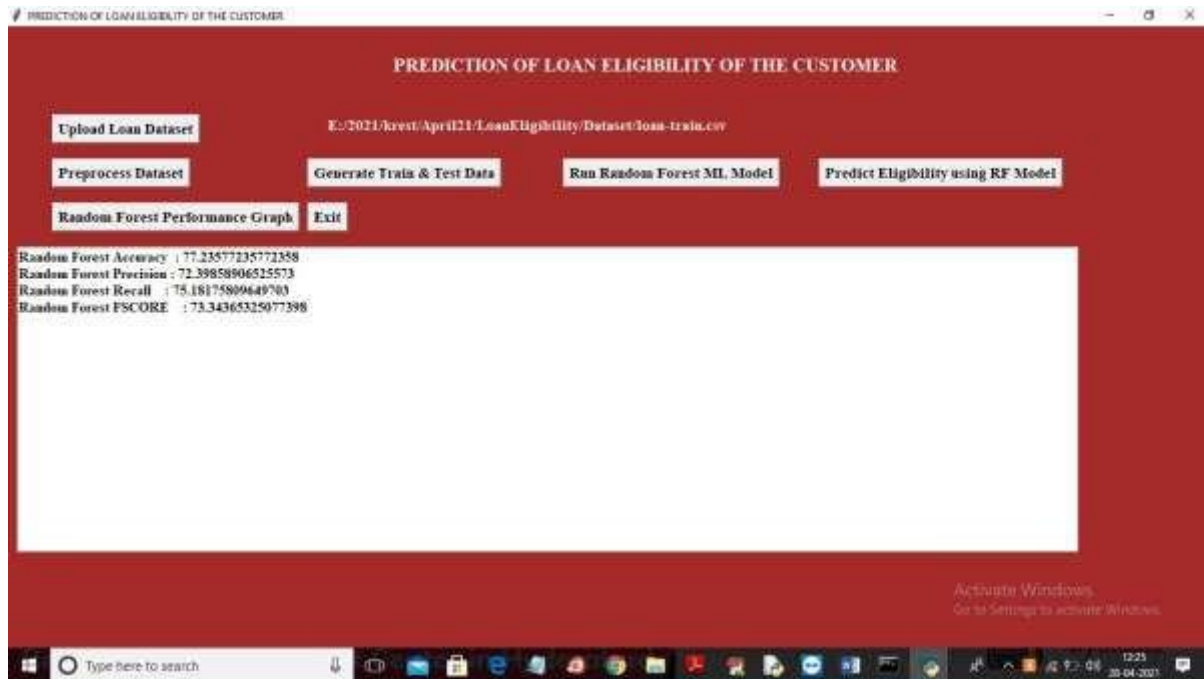 PREDICTION OF LOAN ELIGIBILITY OF THE CUSTOMER
PREDICTION OF LOAN ELIGIBILITY OF THE CUSTOMER
Upload Loan Dataset
E:/2021/krest/April21/LoanEligibility/Dataset/loan-train.csv
Preprocess Dataset
Generate Train & Test Data
Run Random Forest ML Model
Predict Eligibility using RF Model
Random Forest Performance Graph
Exit
Random Forest Accuracy : 77.23577235772358
Random Forest Precision : 72.39858906525573
Random Forest Recall : 75.18175809649703
Random Forest FSCORE : 73.34365325077398
Activate Windows
Go to Settings to activate Windows.
Type here to search
12:25
20-04-2021